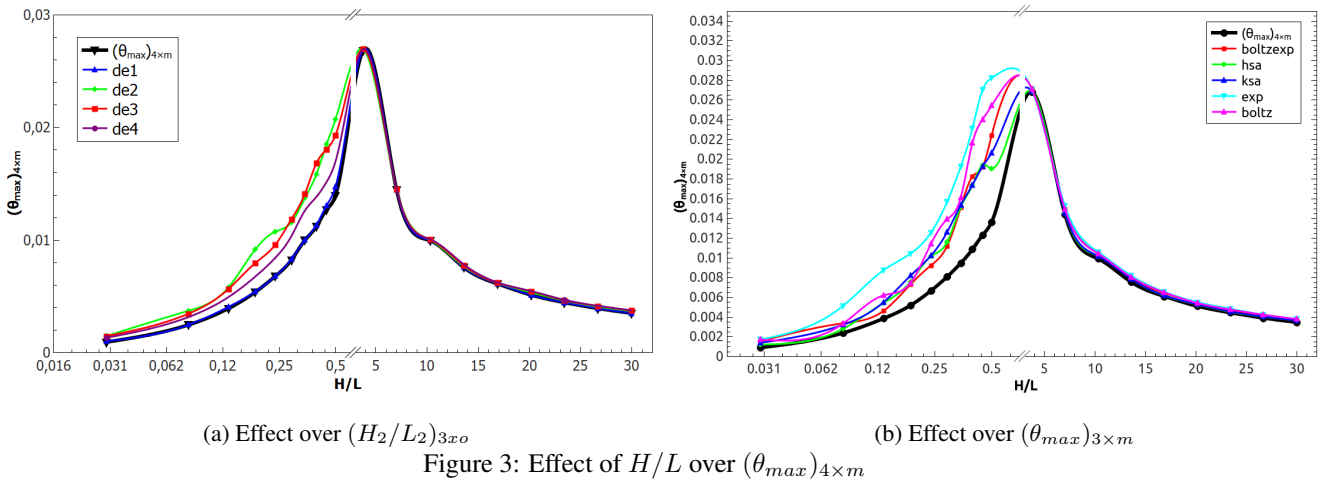 0,03
0,02
0,01
0
(θmax)4×m
(θmax)4×m
de1
de2
de3
de4
0,016 0,031 0,062 0,12 0,25 0,5 5 10 15 20 25 30
H/L
(a) Effect over (H2/L2)3xo
0.034
0.032
0.03
0.028
0.026
0.024
0.022
0.02
0.018
0.016
0.014
0.012
0.01
0.008
0.006
0.004
0.002
0
(θmax)4×m
(θmax)4×m
boltzexp
hsa
ksa
exp
boltz
0.031 0.062 0.12 0.25 0.5 5 10 15 20 25 30
H/L
(b) Effect over (θmax)3×m
Figure 3: Effect of H/L over (θmax)4×m